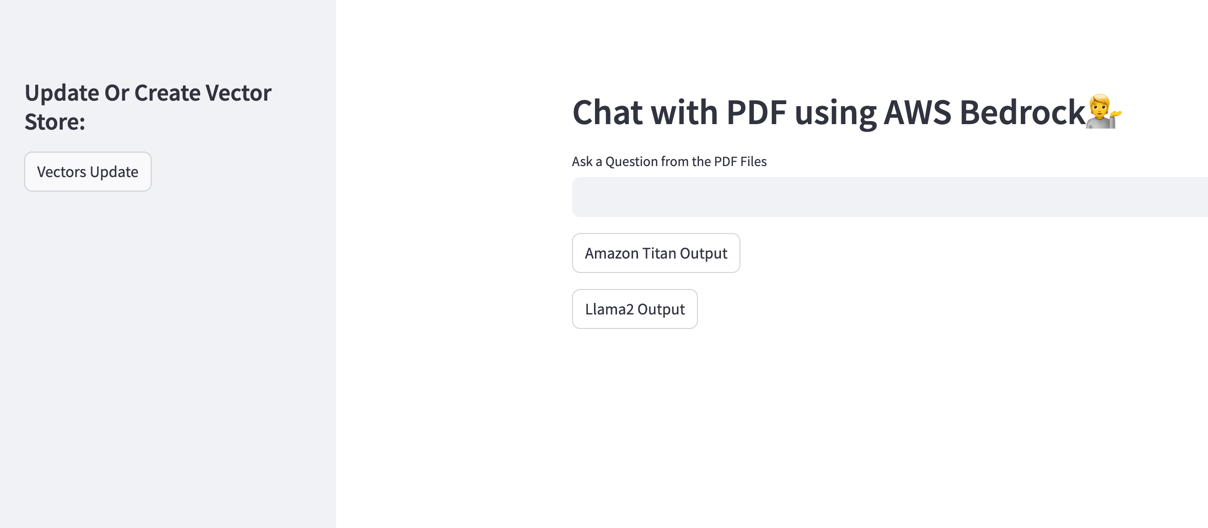 Update Or Create Vector
Store:
Vectors Update
Chat with PDF using AWS Bedrock💁
Ask a Question from the PDF Files
Amazon Titan Output
Llama2 Output